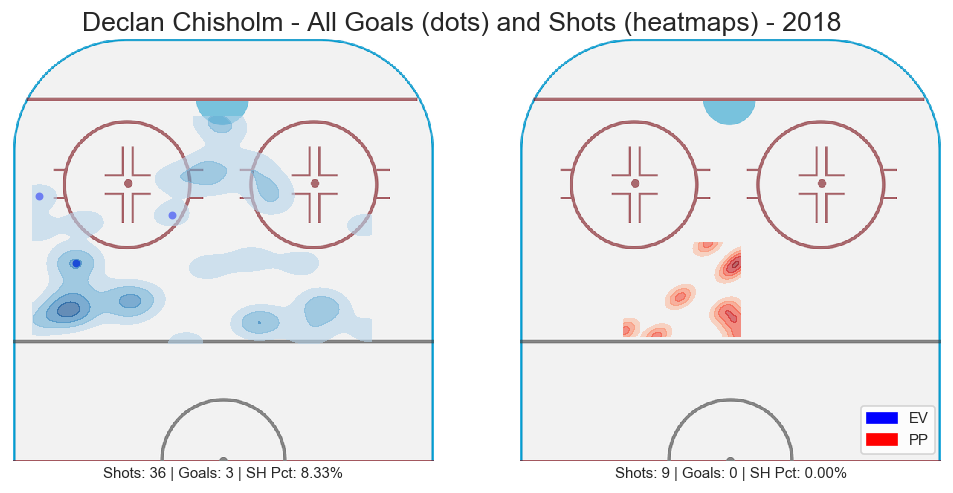 Declan Chisholm - All Goals (dots) and Shots (heatmaps) - 2018
EV
PP
Shots: 36 | Goals: 3 | SH Pct: 8.33%
Shots: 9 | Goals: 0 | SH Pct: 0.00%